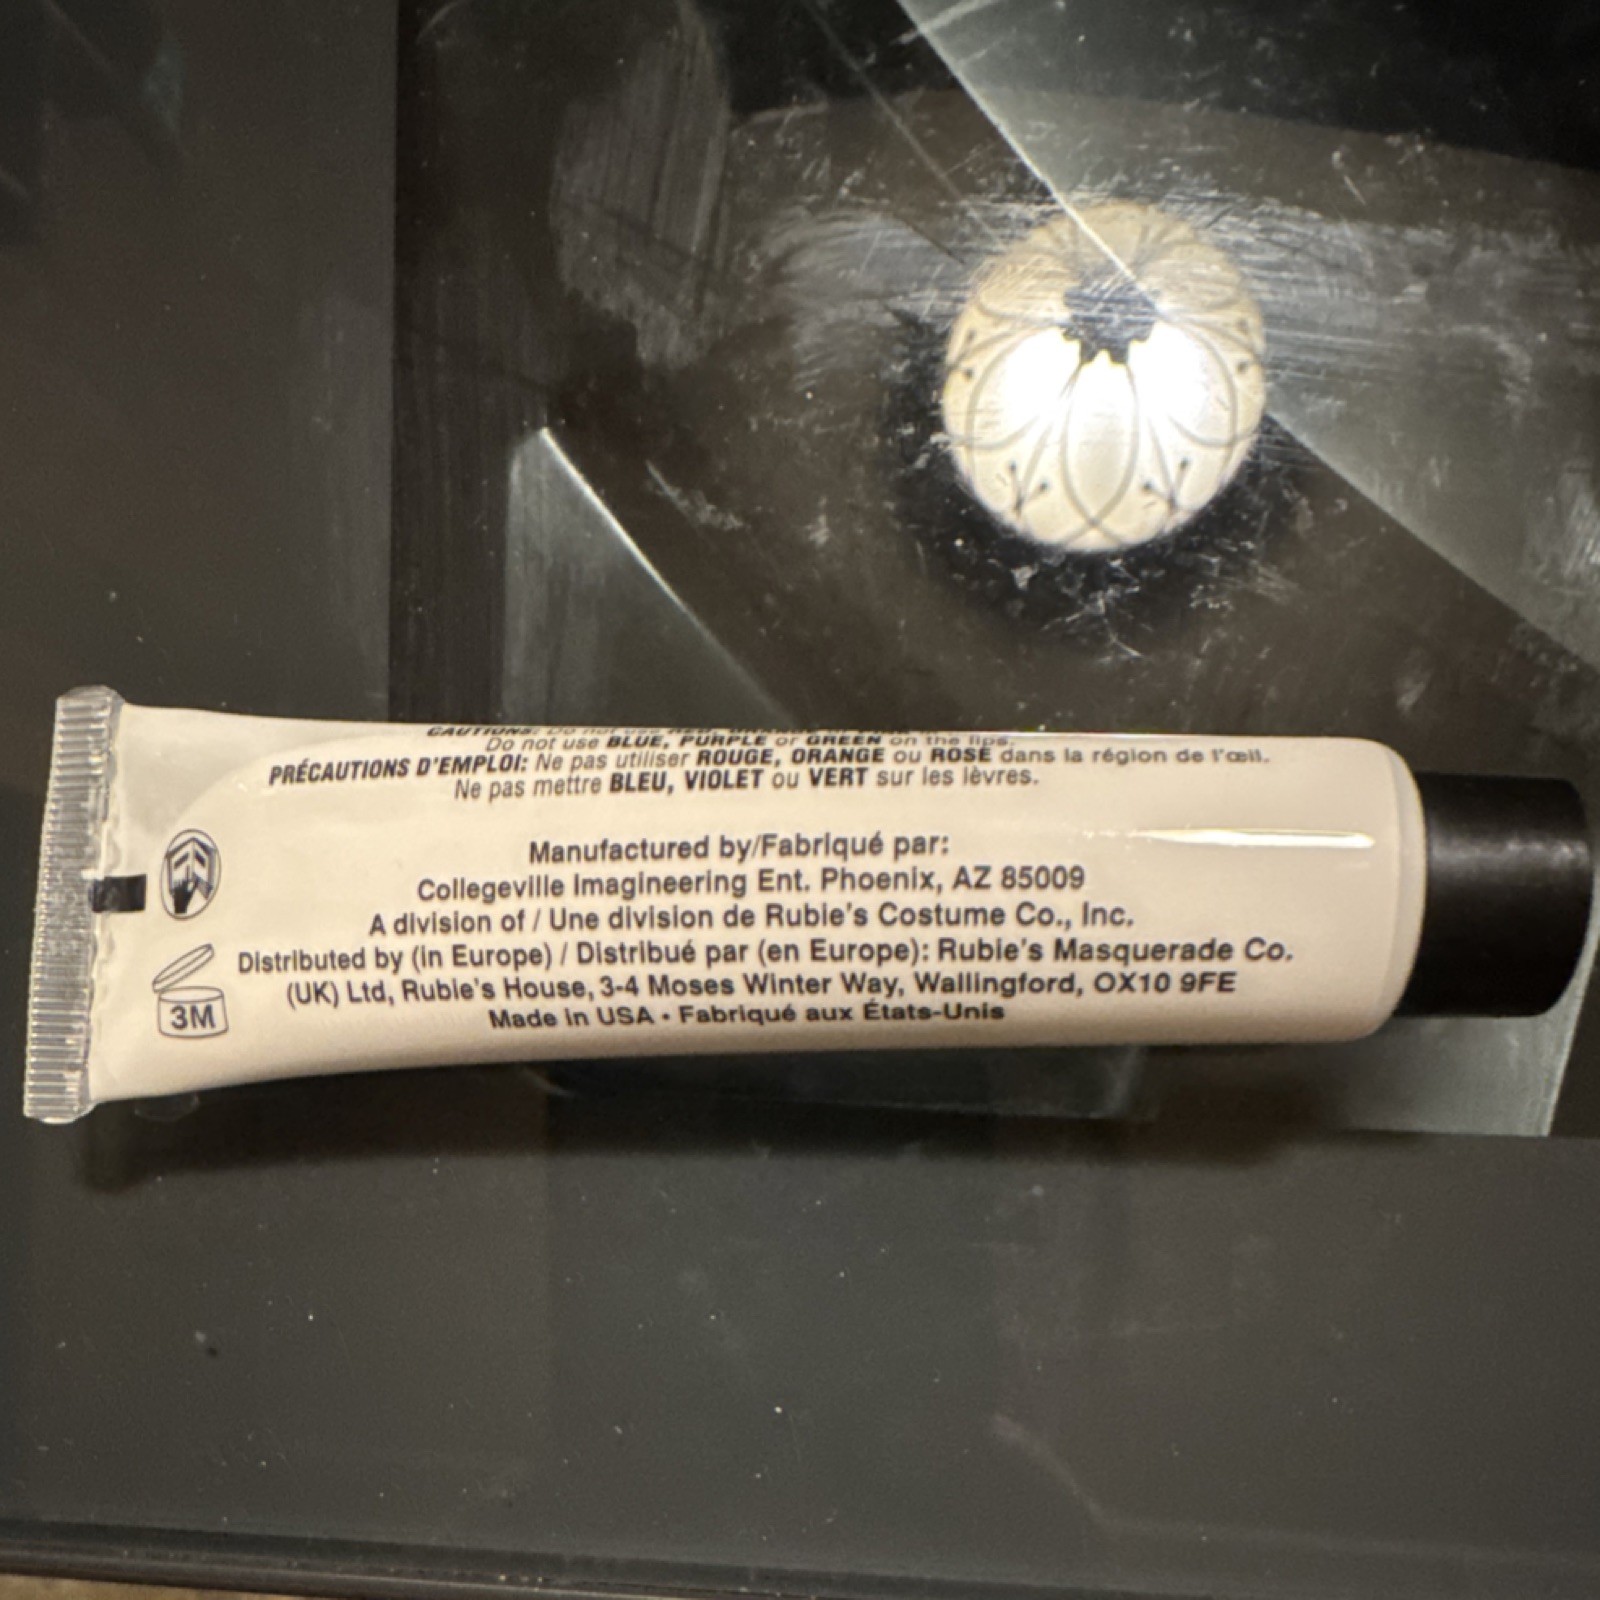 CAUTIONS: Do not use
Do not use BLUE, PURPLE or GREEN on the lips.
PRÉCAUTIONS D'EMPLOI: Ne pas utiliser ROUGE, ORANGE ou ROSE dans la région de l'œil.
Ne pas mettre BLEU, VIOLET ou VERT sur les lèvres.
Manufactured by/Fabriqué par:
Collegeville Imagineering Ent. Phoenix, AZ 85009
A division of / Une division de Rubie's Costume Co., Inc.
Distributed by (in Europe) / Distribué par (en Europe): Rubie's Masquerade Co.
(UK) Ltd, Rubie's House, 3-4 Moses Winter Way, Wallingford, OX10 9FE
Made in USA • Fabriqué aux États-Unis
3M